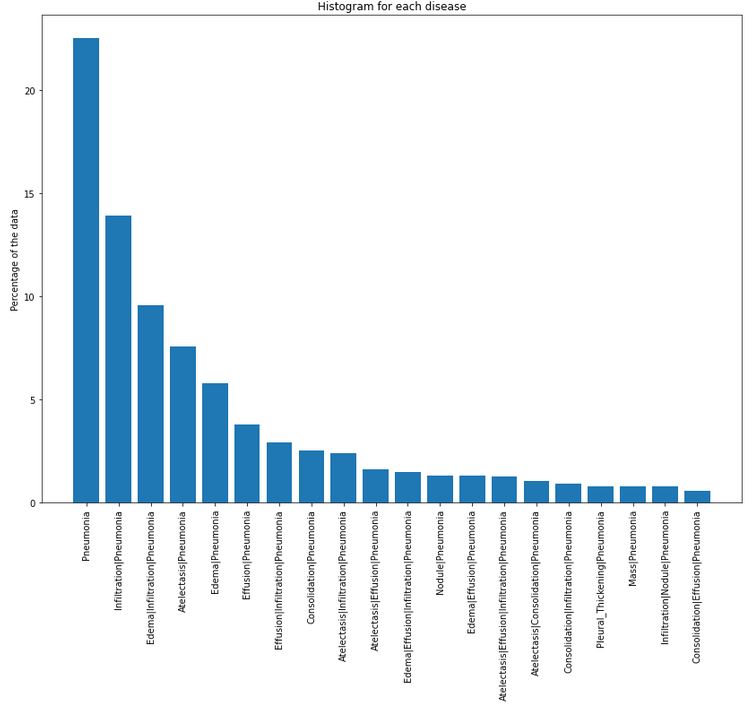 Histogram for each disease
Percentage of the data
20
15
10
5
0
Pneumonia
Infiltration|Pneumonia
Edema|Infiltration|Pneumonia
Atelectasis|Pneumonia
Edema|Pneumonia
Effusion|Pneumonia
Effusion|Infiltration|Pneumonia
Consolidation|Pneumonia
Atelectasis|Infiltration|Pneumonia
Atelectasis|Effusion|Pneumonia
Edema|Effusion|Infiltration|Pneumonia
Nodule|Pneumonia
Edema|Effusion|Pneumonia
Atelectasis|Effusion|Infiltration|Pneumonia
Atelectasis|Consolidation|Pneumonia
Consolidation|Infiltration|Pneumonia
Pleural_Thickening|Pneumonia
Mass|Pneumonia
Infiltration|Nodule|Pneumonia
Consolidation|Effusion|Pneumonia